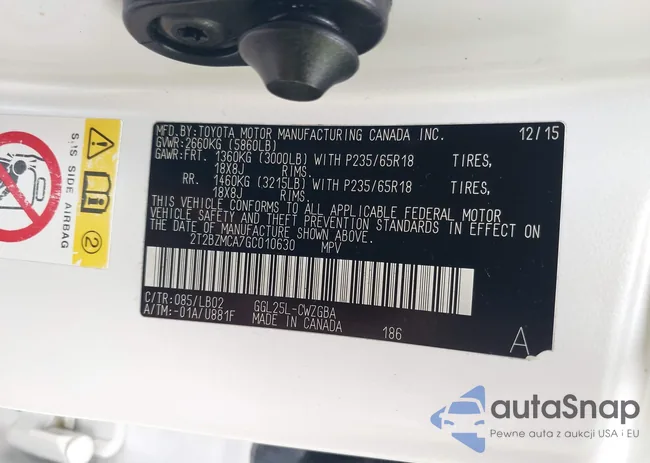 MFD.BY:TOYOTA MOTOR MANUFACTURING CANADA INC. 12/15
GVWR:2660KG (5860LB)
GAWR:FRT. 1360KG (3000LB) WITH P235/65R18 TIRES,
18X8J RIMS.
RR. 1460KG (3215LB) WITH P235/65R18 TIRES,
18X8J RIMS.
THIS VEHICLE CONFORMS TO ALL APPLICABLE FEDERAL MOTOR
VEHICLE SAFETY AND THEFT PREVENTION STANDARDS IN EFFECT ON
THE DATE OF MANUFACTURE SHOWN ABOVE.
2T2BZMCA7GC010630 MPV
C/TR:085/LB02 GGL25L-CWZGBA
A/TM:-01A/U881F MADE IN CANADA 186 A
SRS SIDE AIRBAG
2
autaSnap
Pewne auta z aukcji USA i EU